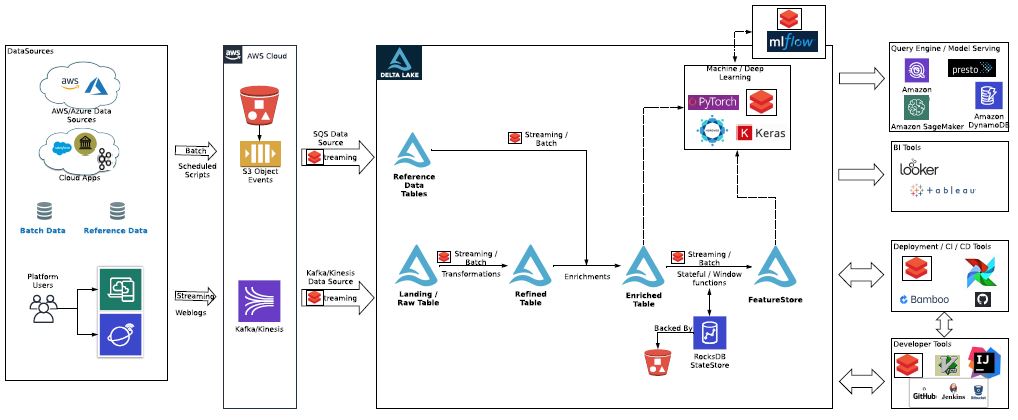 DataSources
aws
AWS/Azure Data
Sources
Cloud Apps
Batch Data
Reference Data
Platform
Users
Batch
Scheduled
Scripts
Streaming
Weblogs
aws
AWS Cloud
S3 Object
Events
Kafka/Kinesis
SQS Data
Source
Streaming
Kafka/Kinesis
Data Source
Streaming
DELTA LAKE
Reference
Data
Tables
Streaming /
Batch
Landing /
Raw Table
Streaming /
Batch
Transformations
Refined
Table
Enrichments
Enriched
Table
Streaming /
Batch
Stateful / Window
functions
FeatureStore
Backed By
RocksDB
StateStore
mlflow
Machine / Deep
Learning
PyTorch
HOROVOD
K Keras
Query Engine / Model Serving
Amazon
presto
Amazon SageMaker
Amazon
DynamoDB
BI Tools
looker
+ableau
Deployment / CI / CD Tools
Bamboo
Developer Tools
IJ
GitHub
Jenkins
Bitbucket